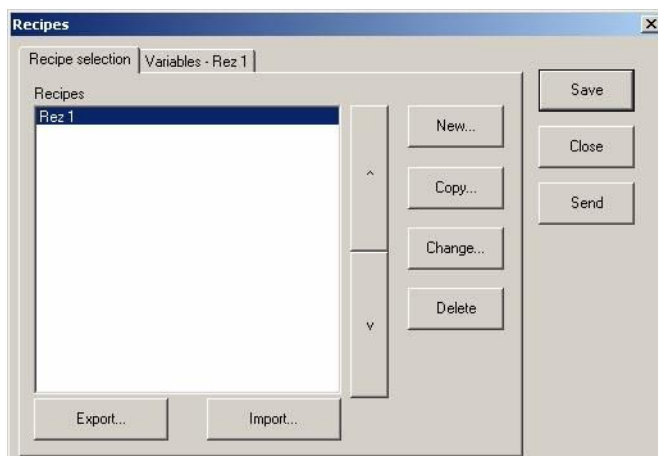 Recipes
Recipe selection
Variables - Rez 1
Recipes
Rez 1
^
v
New...
Copy...
Change...
Delete
Export...
Import...
Save
Close
Send